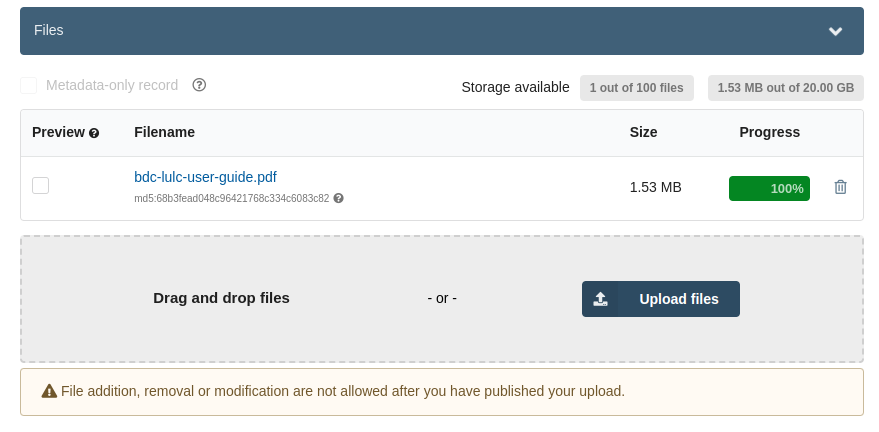 Files
Metadata-only record
Storage available 1 out of 100 files 1.53 MB out of 20.00 GB
Preview Filename Size Progress
bdc-lulc-user-guide.pdf 1.53 MB 100%
md5:68b3fead048c96421768c334c6083c82
Drag and drop files - or - Upload files
File addition, removal or modification are not allowed after you have published your upload.